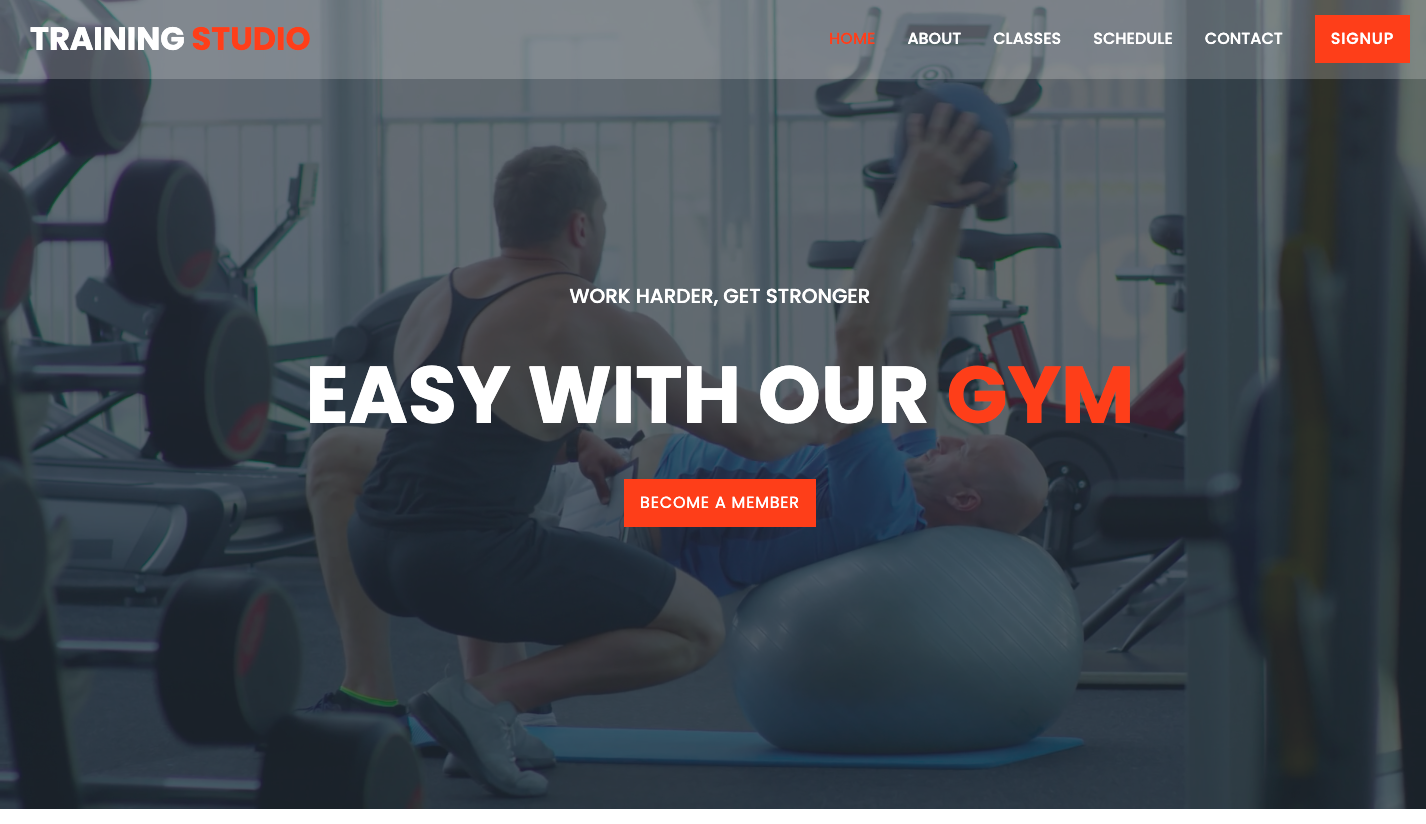 TRAINING STUDIO
HOME ABOUT CLASSES SCHEDULE CONTACT SIGNUP
WORK HARDER, GET STRONGER
EASY WITH OUR GYM
BECOME A MEMBER